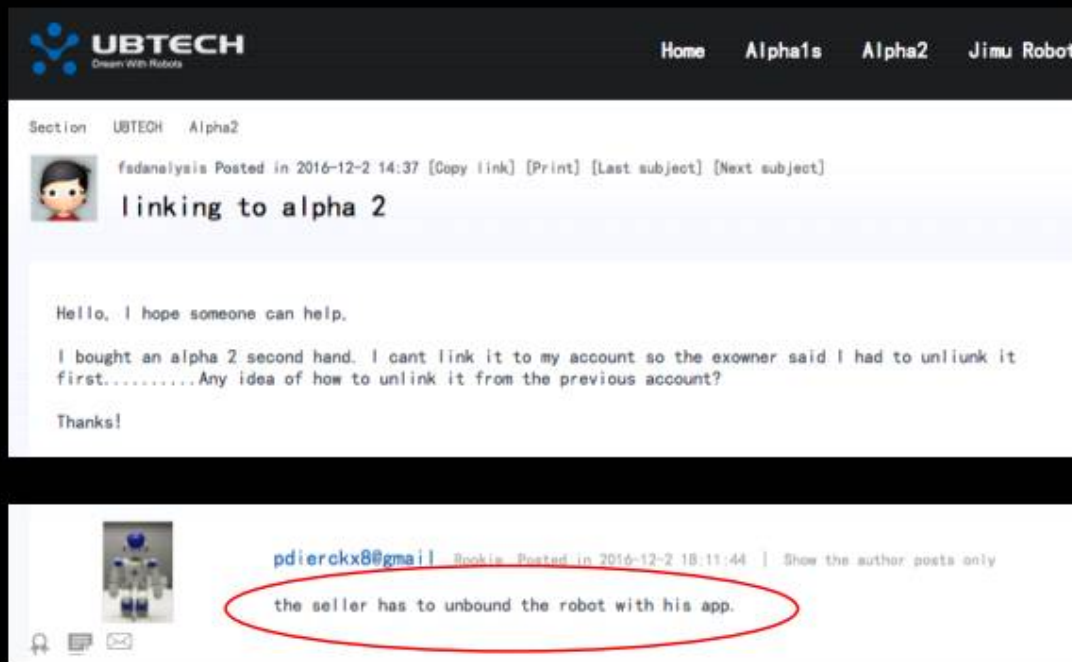 UBTECH
Dream With Robots
Home Alpha1s Alpha2 Jimu Robot
Section UBTECH Alpha2
fsdanalysis Posted in 2016-12-2 14:37 [Copy link] [Print] [Last subject] [Next subject]
linking to alpha 2
Hello, I hope someone can help,
I bought an alpha 2 second hand. I cant link it to my account so the exowner said I had to unliunk it
first..........Any idea of how to unlink it from the previous account?
Thanks!
pdierckx8@gmail Rookie Posted in 2016-12-2 18:11:44 | Show the author posts only
the seller has to unbound the robot with his app.